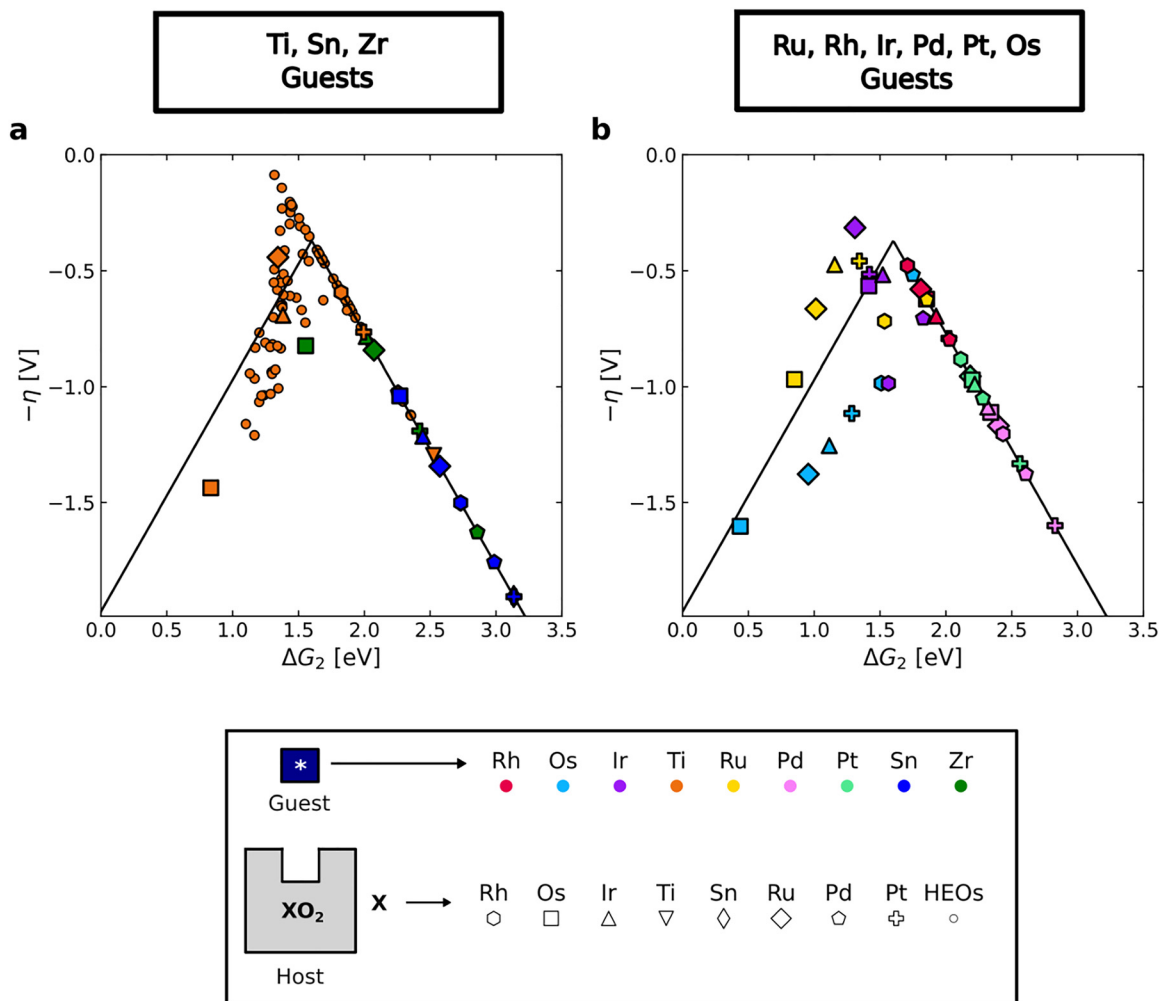 Ti, Sn, Zr
Guests
Ru, Rh, Ir, Pd, Pt, Os
Guests
a
b
0.0
−0.5
−1.0
−1.5
−η [V]
0.0 0.5 1.0 1.5 2.0 2.5 3.0 3.5
ΔG₂ [eV]
0.0
−0.5
−1.0
−1.5
−η [V]
0.0 0.5 1.0 1.5 2.0 2.5 3.0 3.5
ΔG₂ [eV]
*
Guest
Rh Os Ir Ti Ru Pd Pt Sn Zr
XO₂
Host
X
Rh Os Ir Ti Sn Ru Pd Pt HEOs